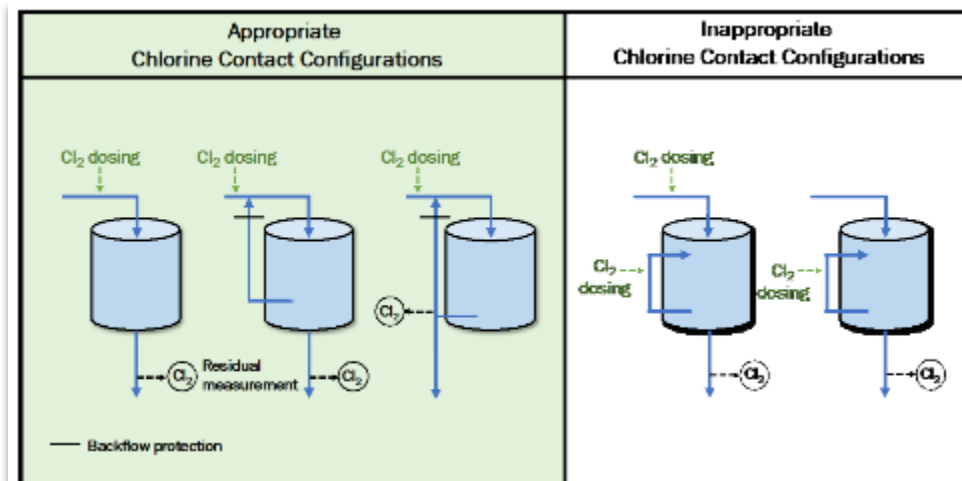 Appropriate
Chlorine Contact Configurations
Inappropriate
Chlorine Contact Configurations
Cl₂ dosing
Cl₂ dosing
Cl₂ dosing
Cl₂ dosing
Cl₂
dosing
Cl₂
dosing
Cl₂
Cl₂
Residual
measurement
Cl₂
Cl₂
Cl₂
Backflow protection